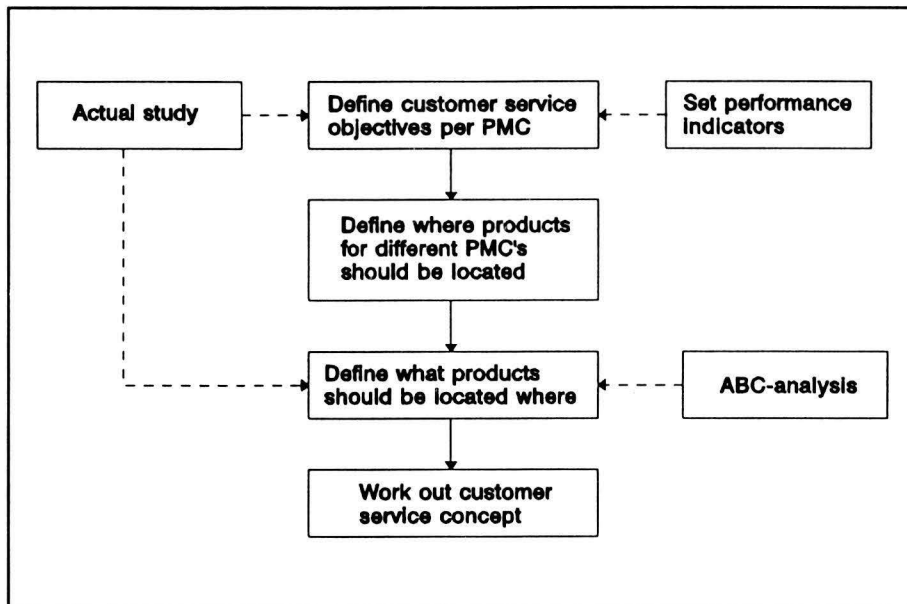 Actual study
Define customer service
objectives per PMC
Set performance
indicators
Define where products
for different PMC's
should be located
Define what products
should be located where
ABC-analysis
Work out customer
service concept